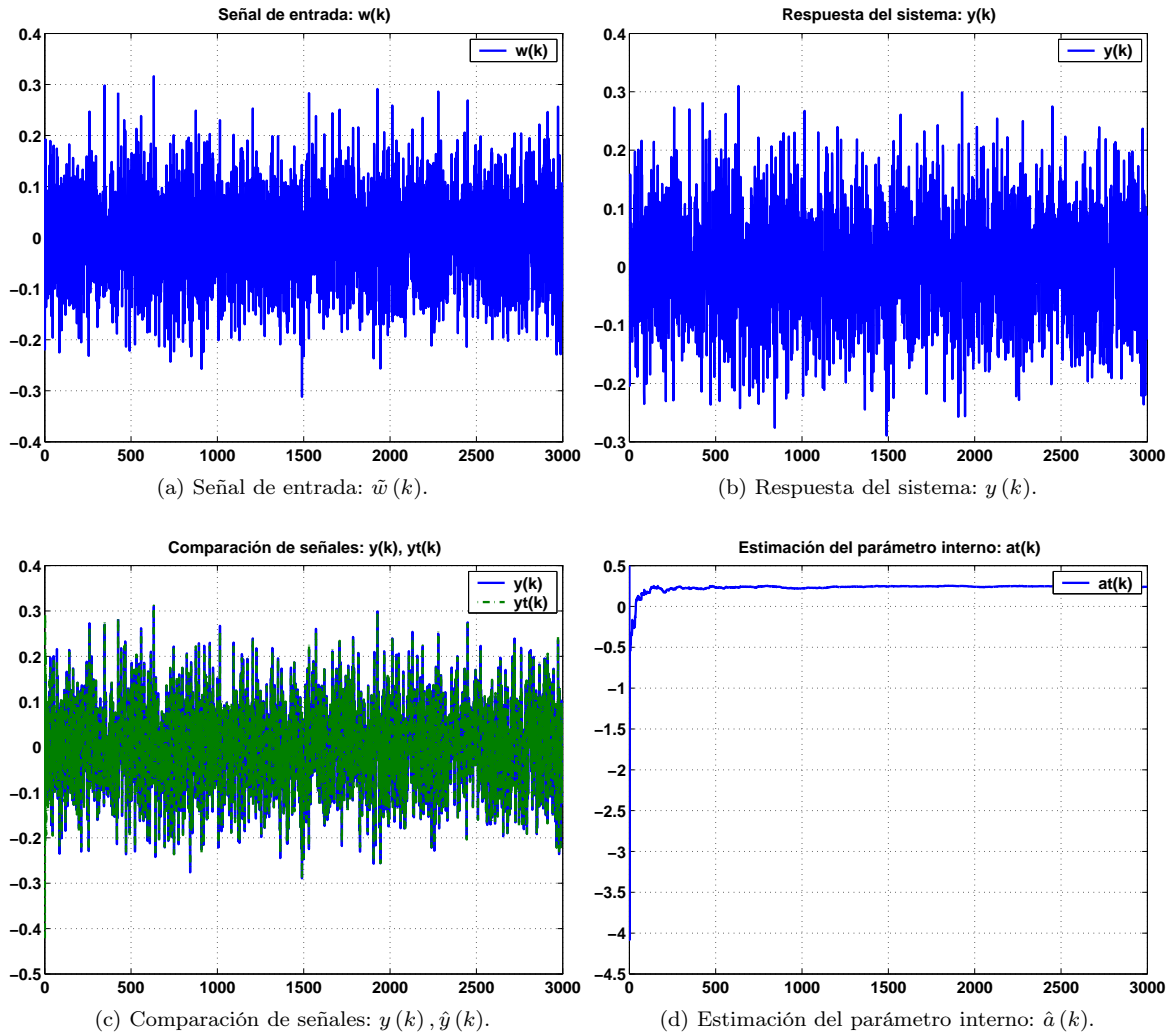 Señal de entrada: w(k)
0.4
0.3
0.2
0.1
0
−0.1
−0.2
−0.3
−0.4
0 500 1000 1500 2000 2500 3000
w(k)
(a) Señal de entrada: w̃ (k).
Respuesta del sistema: y(k)
0.4
0.3
0.2
0.1
0
−0.1
−0.2
−0.3
0 500 1000 1500 2000 2500 3000
y(k)
(b) Respuesta del sistema: y (k).
Comparación de señales: y(k), yt(k)
0.4
0.3
0.2
0.1
0
−0.1
−0.2
−0.3
−0.4
−0.5
0 500 1000 1500 2000 2500 3000
y(k)
yt(k)
(c) Comparación de señales: y (k) , ŷ (k).
Estimación del parámetro interno: at(k)
0.5
0
−0.5
−1
−1.5
−2
−2.5
−3
−3.5
−4
−4.5
0 500 1000 1500 2000 2500 3000
at(k)
(d) Estimación del parámetro interno: â (k).